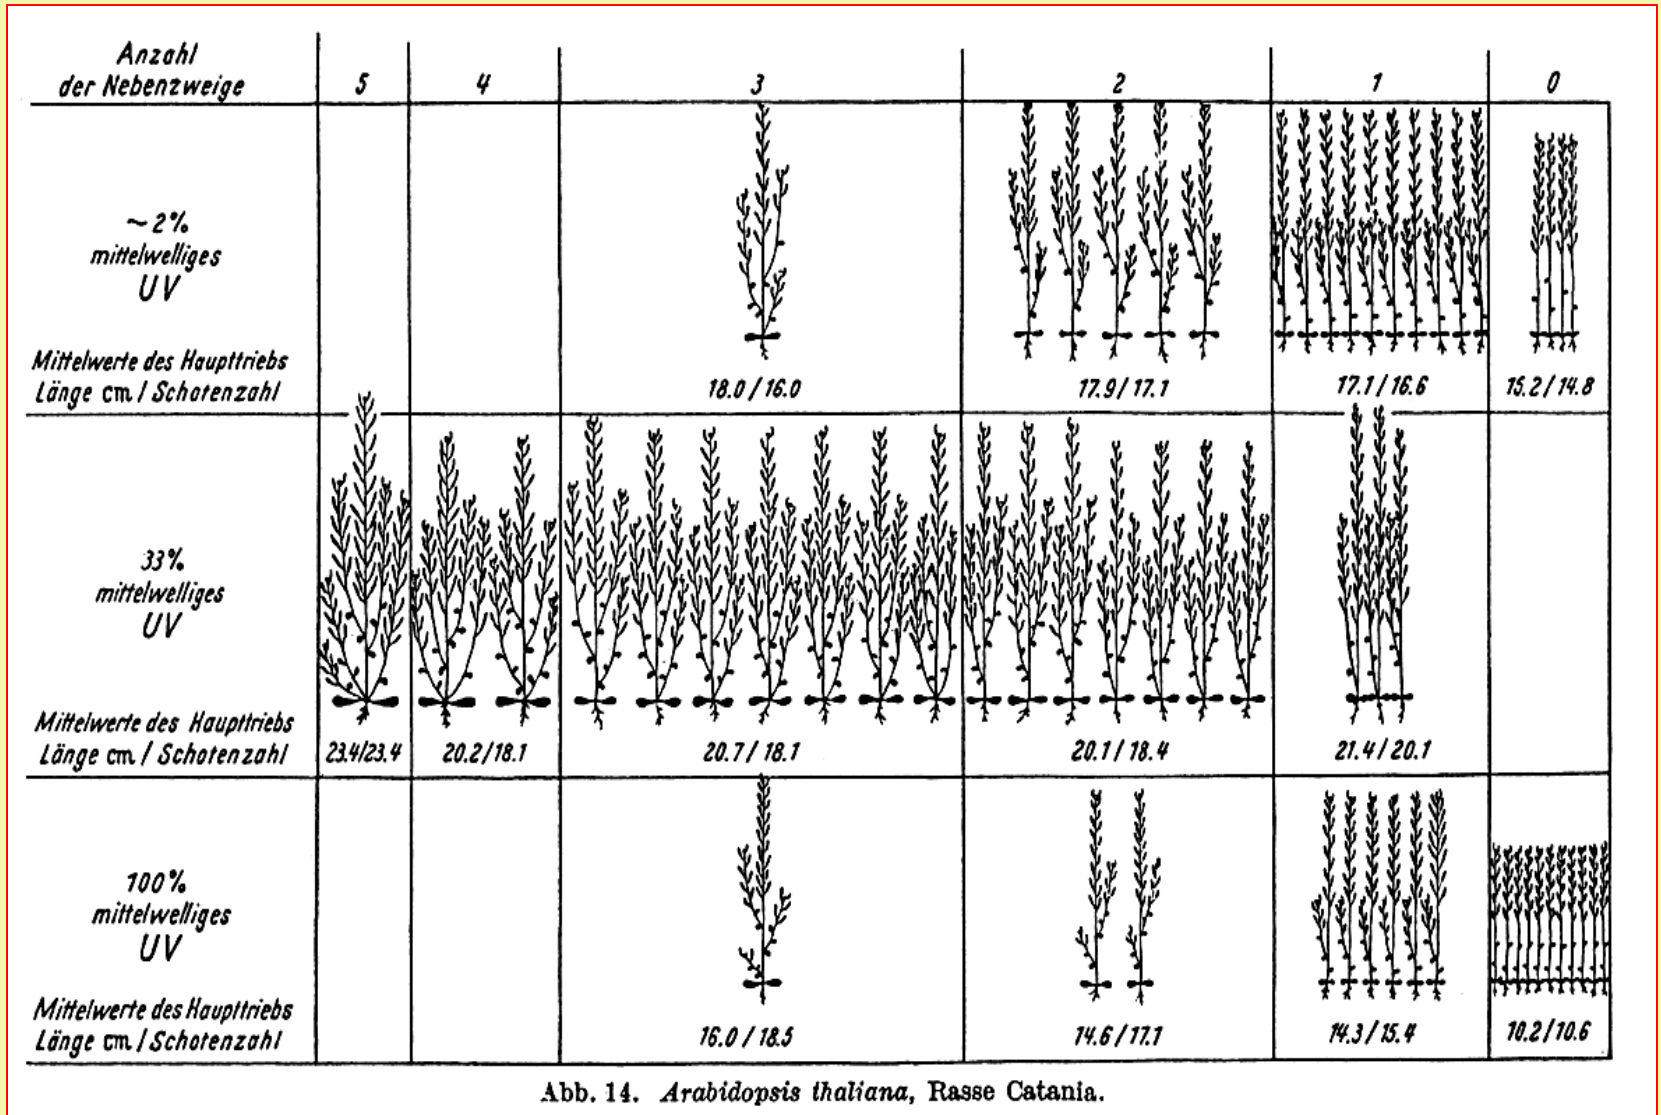 Anzahl
der Nebenzweige 5 4 3 2 1 0
~2%
mittelwelliges
UV
Mittelwerte des Haupttriebs
Länge cm / Schotenzahl 18.0/16.0 17.9/17.1 17.1/16.6 15.2/14.8
33%
mittelwelliges
UV
Mittelwerte des Haupttriebs
Länge cm / Schotenzahl 23.4/23.4 20.2/18.1 20.7/18.1 20.1/18.4 21.4/20.1
100%
mittelwelliges
UV
Mittelwerte des Haupttriebs
Länge cm / Schotenzahl 16.0/18.5 14.6/17.1 14.3/15.4 10.2/10.6
Abb. 14. Arabidopsis thaliana, Rasse Catania.